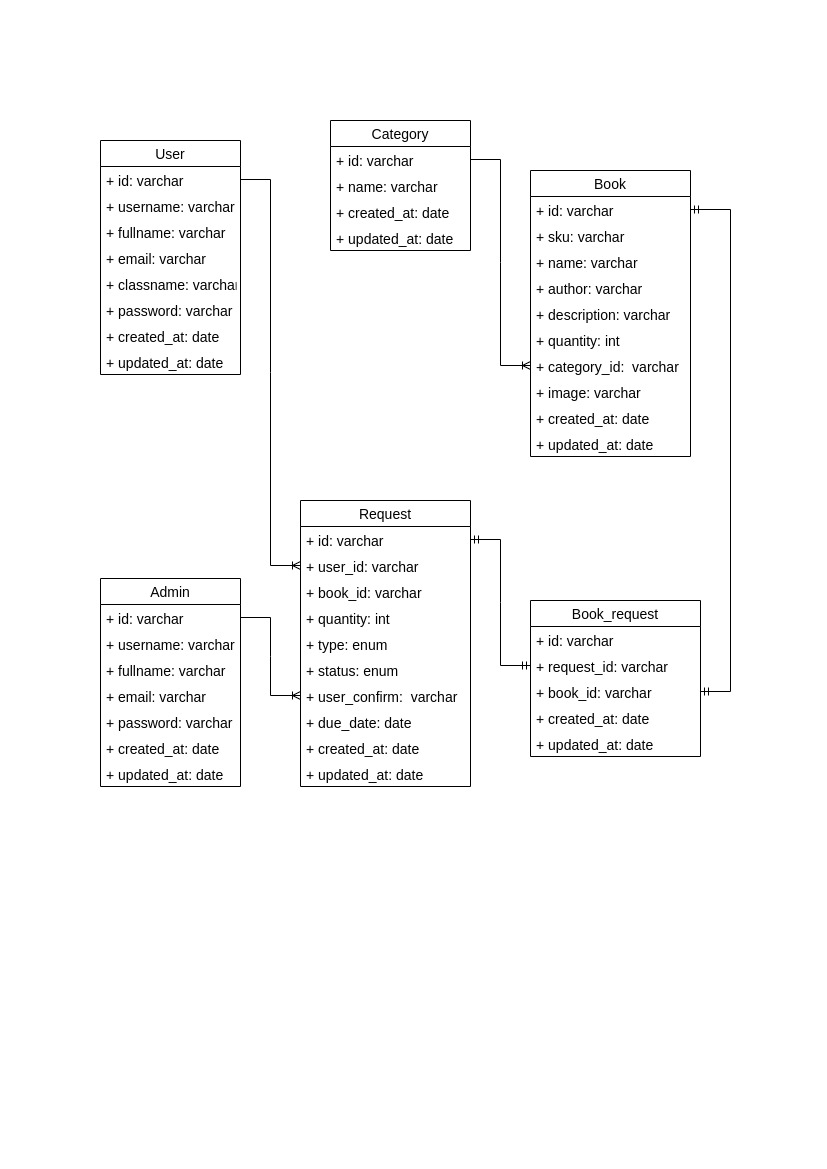 User
+ id: varchar
+ username: varchar
+ fullname: varchar
+ email: varchar
+ classname: varchar
+ password: varchar
+ created_at: date
+ updated_at: date
Category
+ id: varchar
+ name: varchar
+ created_at: date
+ updated_at: date
Book
+ id: varchar
+ sku: varchar
+ name: varchar
+ author: varchar
+ description: varchar
+ quantity: int
+ category_id:  varchar
+ image: varchar
+ created_at: date
+ updated_at: date
Admin
+ id: varchar
+ username: varchar
+ fullname: varchar
+ email: varchar
+ password: varchar
+ created_at: date
+ updated_at: date
Request
+ id: varchar
+ user_id: varchar
+ book_id: varchar
+ quantity: int
+ type: enum
+ status: enum
+ user_confirm:  varchar
+ due_date: date
+ created_at: date
+ updated_at: date
Book_request
+ id: varchar
+ request_id: varchar
+ book_id: varchar
+ created_at: date
+ updated_at: date